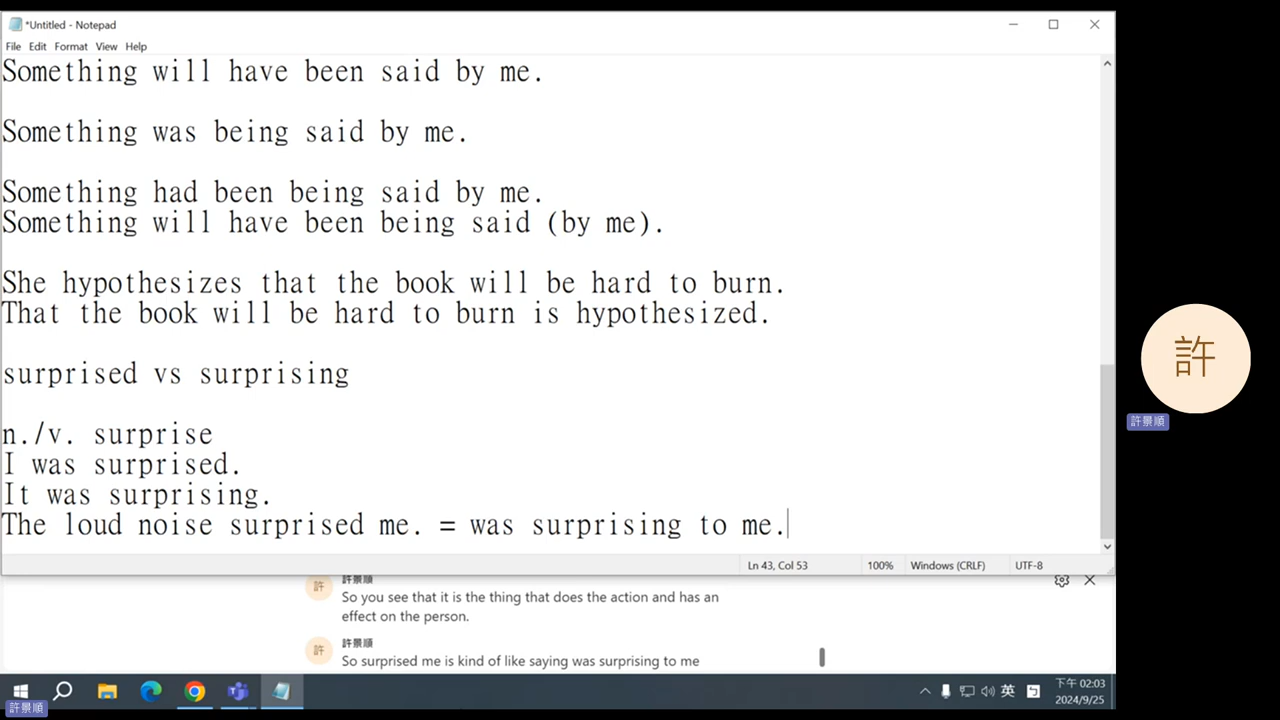 *Untitled - Notepad
File Edit Format View Help
Something will have been said by me.
Something was being said by me.
Something had been being said by me.
Something will have been being said (by me).
She hypothesizes that the book will be hard to burn.
That the book will be hard to burn is hypothesized.
surprised vs surprising
n./v. surprise
I was surprised.
It was surprising.
The loud noise surprised me. = was surprising to me.
Ln 43, Col 53 100% Windows (CRLF) UTF-8
許
許景順
許 許景順
So you see that it is the thing that does the action and has an
effect on the person.
許 許景順
So surprised me is kind of like saying was surprising to me
英 ㄅ 下午 02:03
2024/9/25
許景順